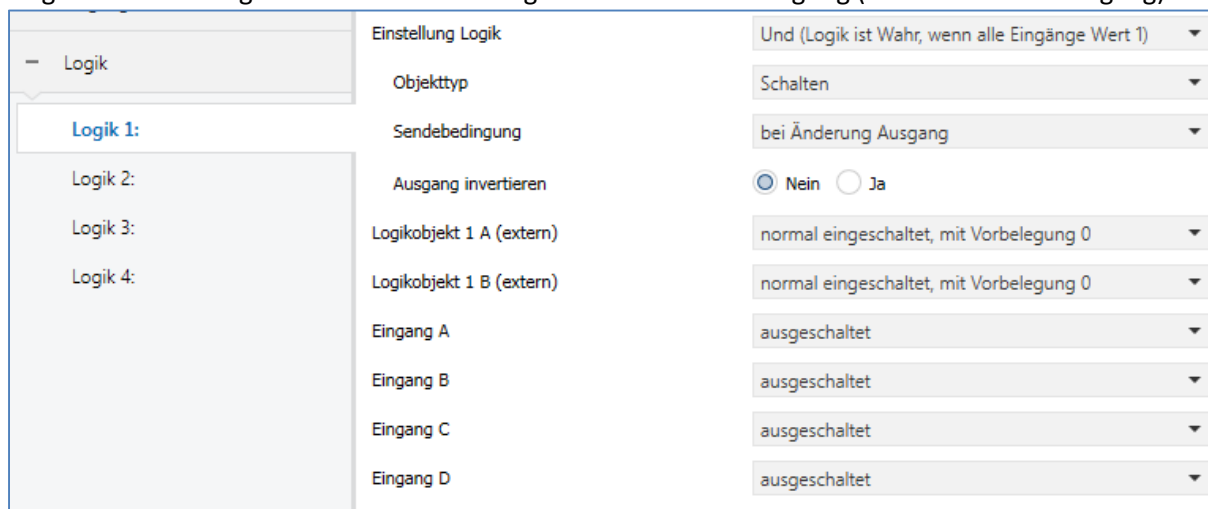 Einstellung Logik Und (Logik ist Wahr, wenn alle Eingänge Wert 1)
− Logik
Objekttyp Schalten
Logik 1: Sendebedingung bei Änderung Ausgang
Logik 2: Ausgang invertieren Nein Ja
Logik 3: Logikobjekt 1 A (extern) normal eingeschaltet, mit Vorbelegung 0
Logik 4: Logikobjekt 1 B (extern) normal eingeschaltet, mit Vorbelegung 0
Eingang A ausgeschaltet
Eingang B ausgeschaltet
Eingang C ausgeschaltet
Eingang D ausgeschaltet